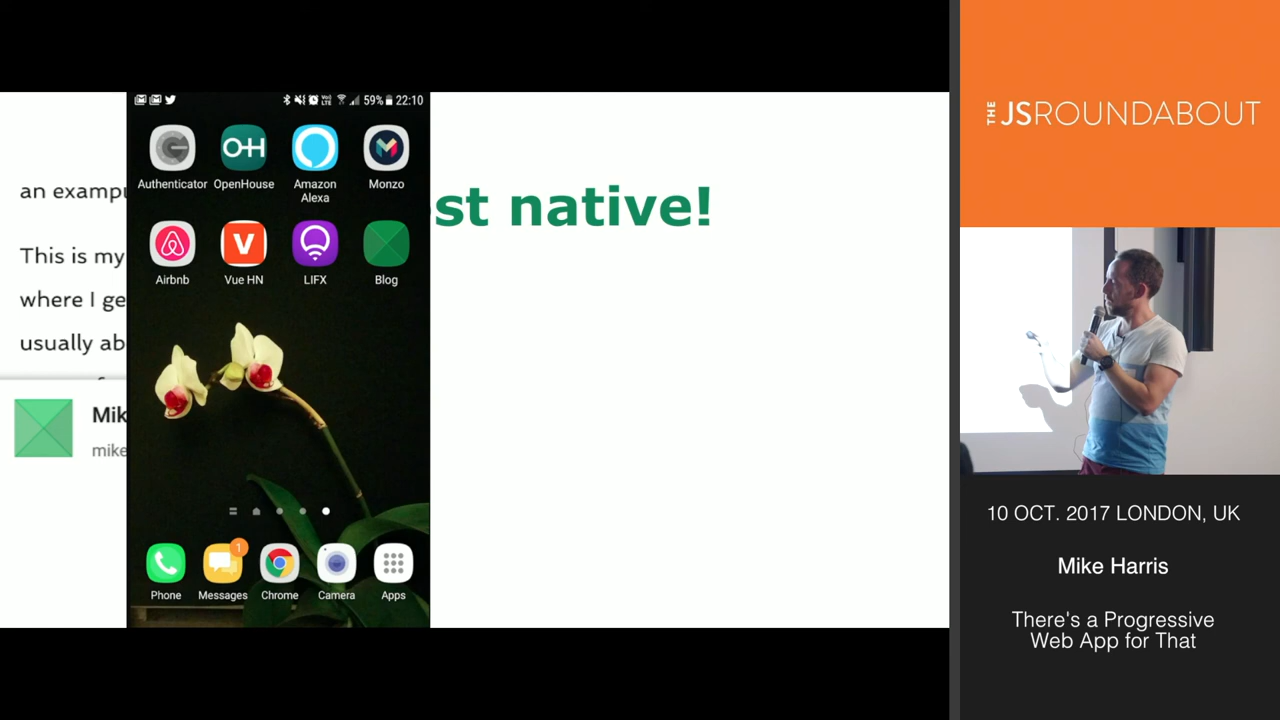 an examp
This is my
where I ge
usually ab
Mik
mike
59% 22:10
Authenticator
OpenHouse
Amazon
Alexa
Monzo
OH
Airbnb
V
Vue HN
LIFX
Blog
1
Phone
Messages
Chrome
Camera
Apps
st native!
THE JSROUNDABOUT
10 OCT. 2017 LONDON, UK
Mike Harris
There's a Progressive
Web App for That